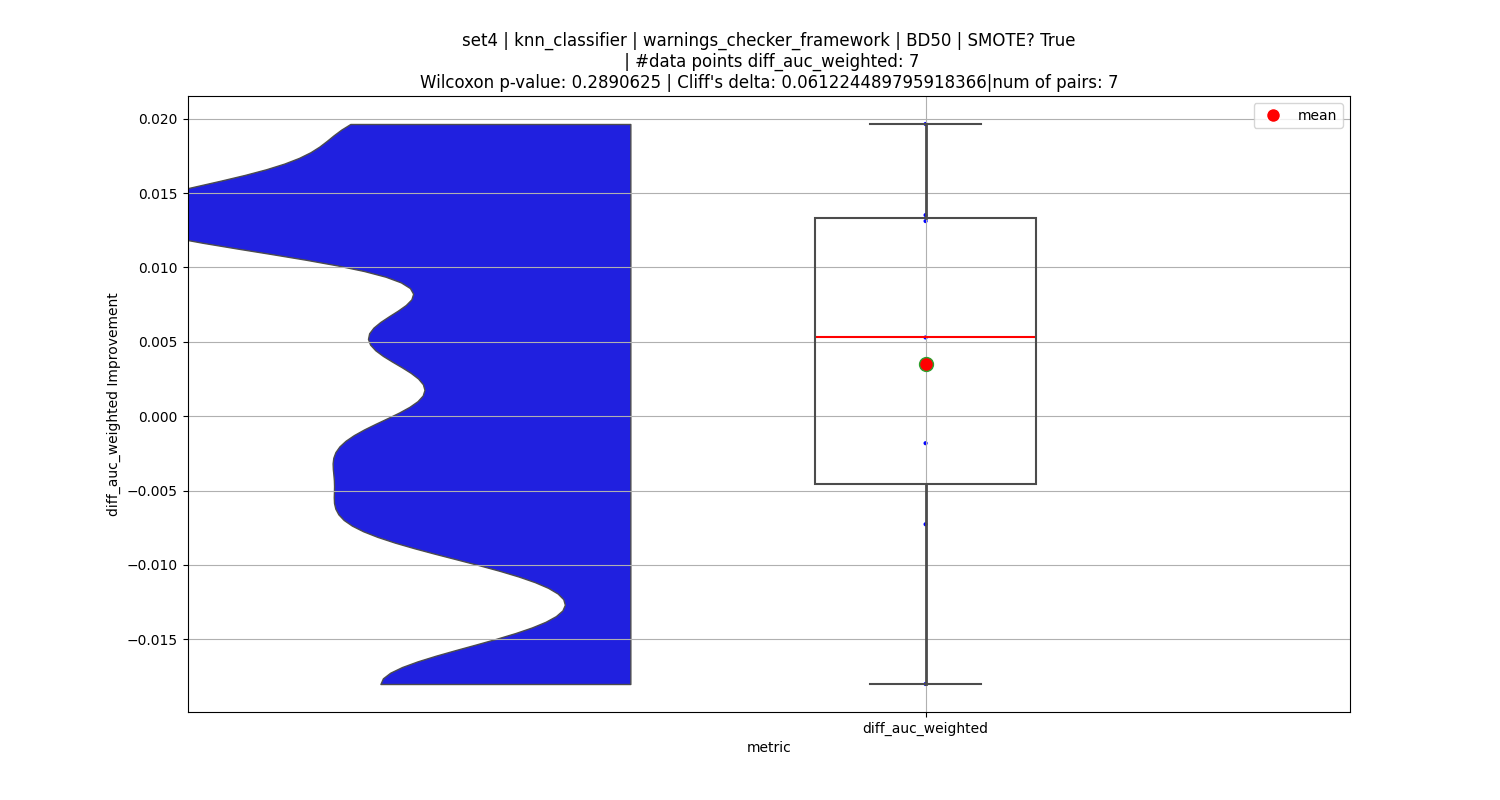 set4 | knn_classifier | warnings_checker_framework | BD50 | SMOTE? True
| #data points diff_auc_weighted: 7
Wilcoxon p-value: 0.2890625 | Cliff's delta: 0.061224489795918366|num of pairs: 7
mean
0.020
0.015
0.010
0.005
0.000
−0.005
−0.010
−0.015
diff_auc_weighted Improvement
diff_auc_weighted
metric